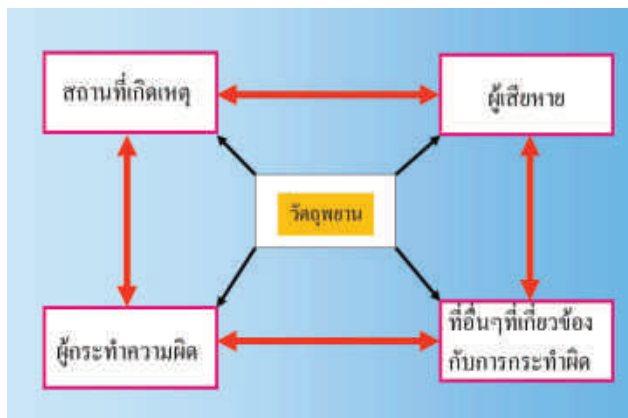 สถานที่เกิดเหตุ
ผู้เสียหาย
วัตถุพยาน
ผู้กระทำความผิด
ที่อื่นๆที่เกี่ยวข้อง
กับการกระทำผิด